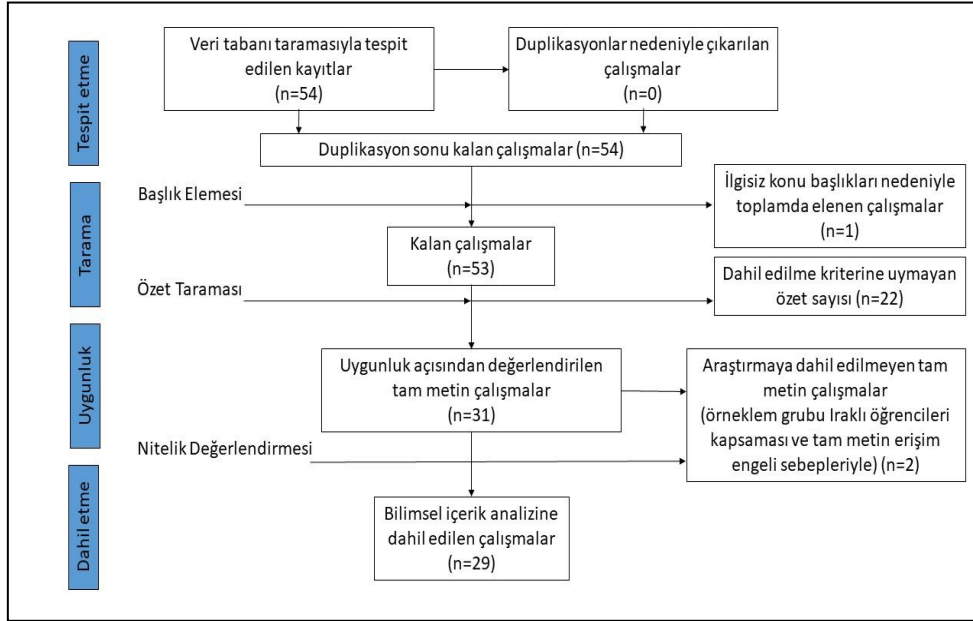 Tespit etme
Veri tabanı taramasıyla tespit
edilen kayıtlar
(n=54)
Duplikasyonlar nedeniyle çıkarılan
çalışmalar
(n=0)
Duplikasyon sonu kalan çalışmalar (n=54)
Tarama
Başlık Elemesi
İlgisiz konu başlıkları nedeniyle
toplamda elenen çalışmalar
(n=1)
Kalan çalışmalar
(n=53)
Özet Taraması
Dahil edilme kriterine uymayan
özet sayısı (n=22)
Uygunluk
Uygunluk açısından değerlendirilen
tam metin çalışmalar
(n=31)
Araştırmaya dahil edilmeyen tam
metin çalışmalar
(örneklem grubu Iraklı öğrencileri
kapsaması ve tam metin erişim
engeli sebepleriyle) (n=2)
Nitelik Değerlendirmesi
Dahil etme
Bilimsel içerik analizine
dahil edilen çalışmalar
(n=29)